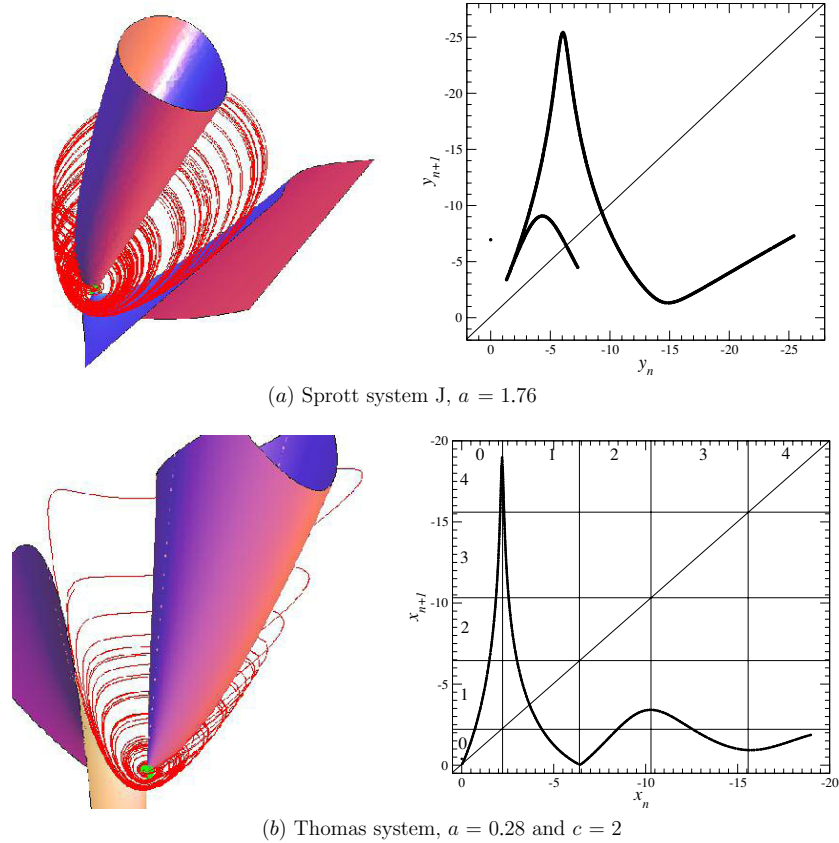 -25
-20
-15
-10
-5
0
y_{n+1}
0 -5 -10 -15 -20 -25
y_n
(a) Sprott system J, a = 1.76
-20
-15
-10
-5
0
x_{n+1}
0 1 2 3 4
4
3
2
1
0
0 -5 -10 -15 -20
x_n
(b) Thomas system, a = 0.28 and c = 2